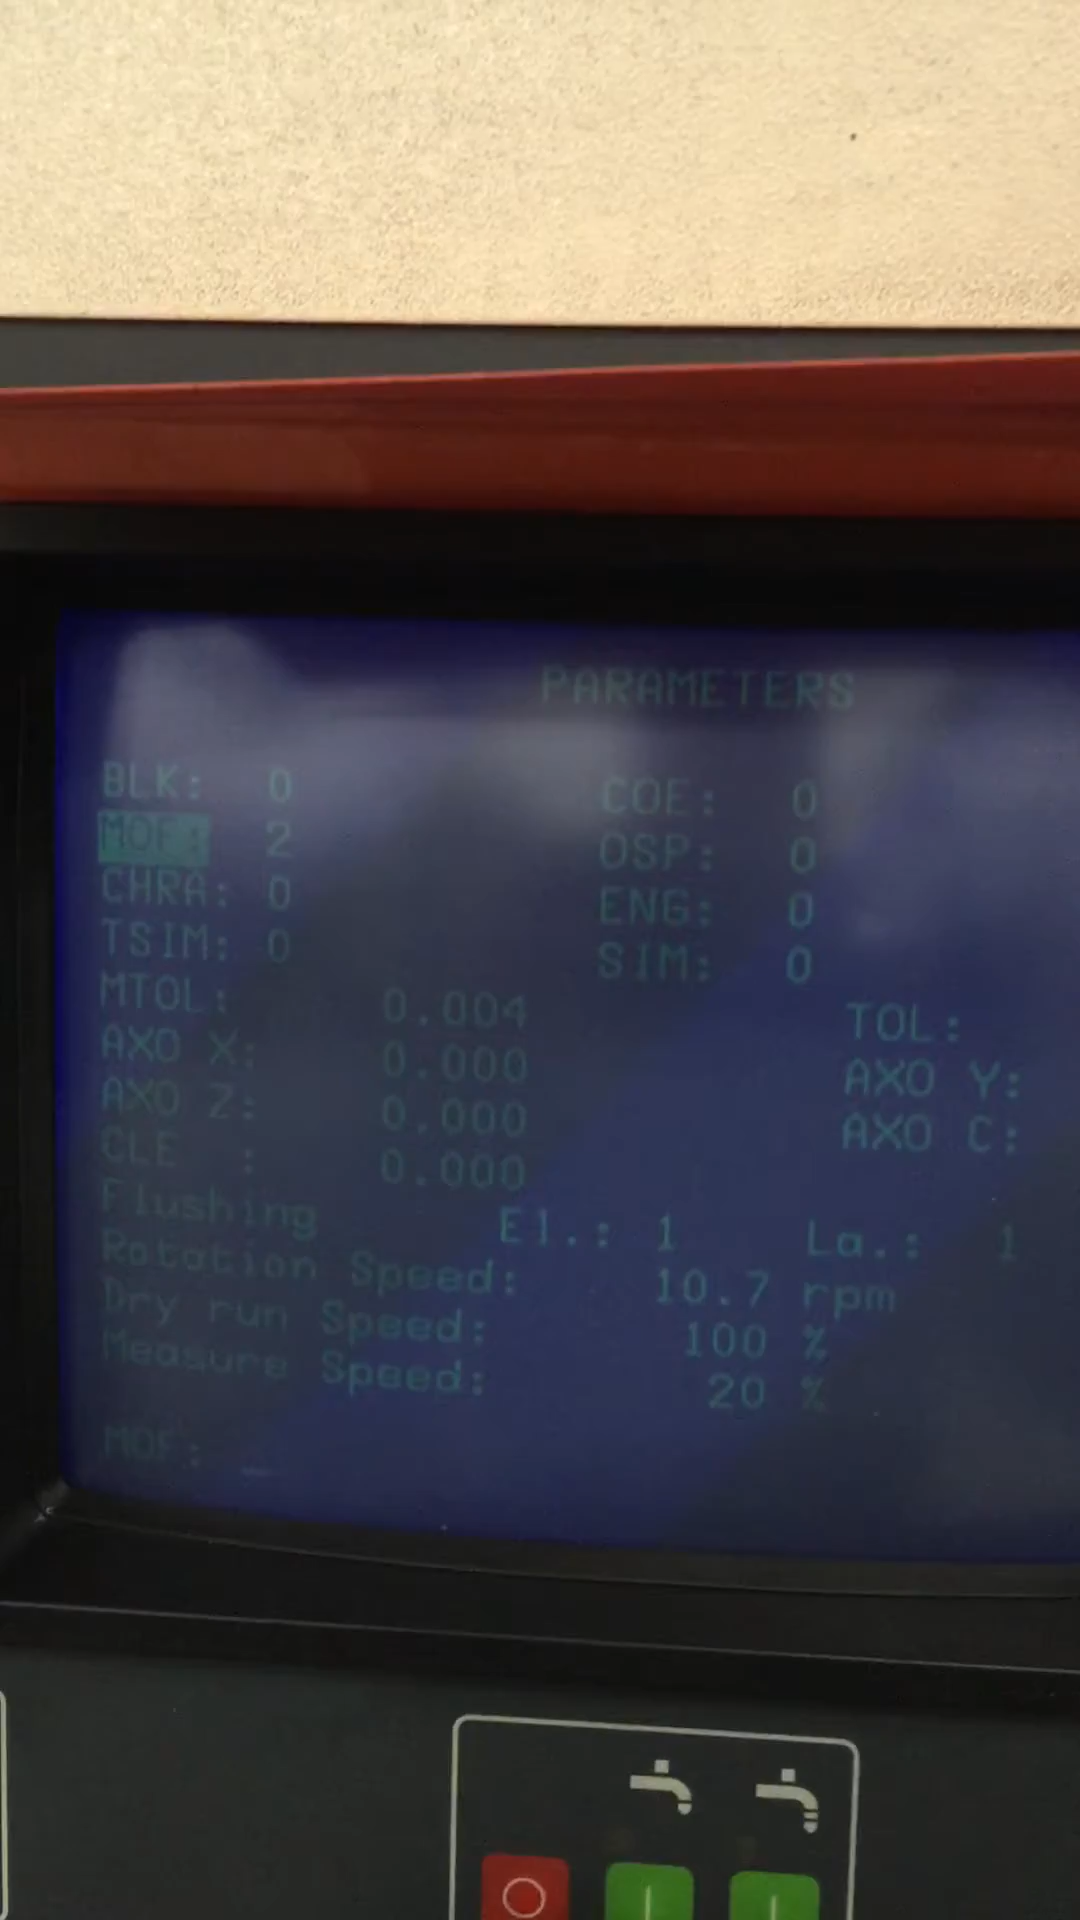 PARAMETERS
BLK: 0 COE: 0
MOF: 2 OSP: 0
CHRA: 0 ENG: 0
TSIM: 0 SIM: 0
MTOL: 0.004 TOL:
AXO X: 0.000 AXO Y:
AXO Z: 0.000 AXO C:
CLE : 0.000
Flushing El.: 1 La.: 1
Rotation Speed: 10.7 rpm
Dry run Speed: 100 %
Measure Speed: 20 %
MOF: _